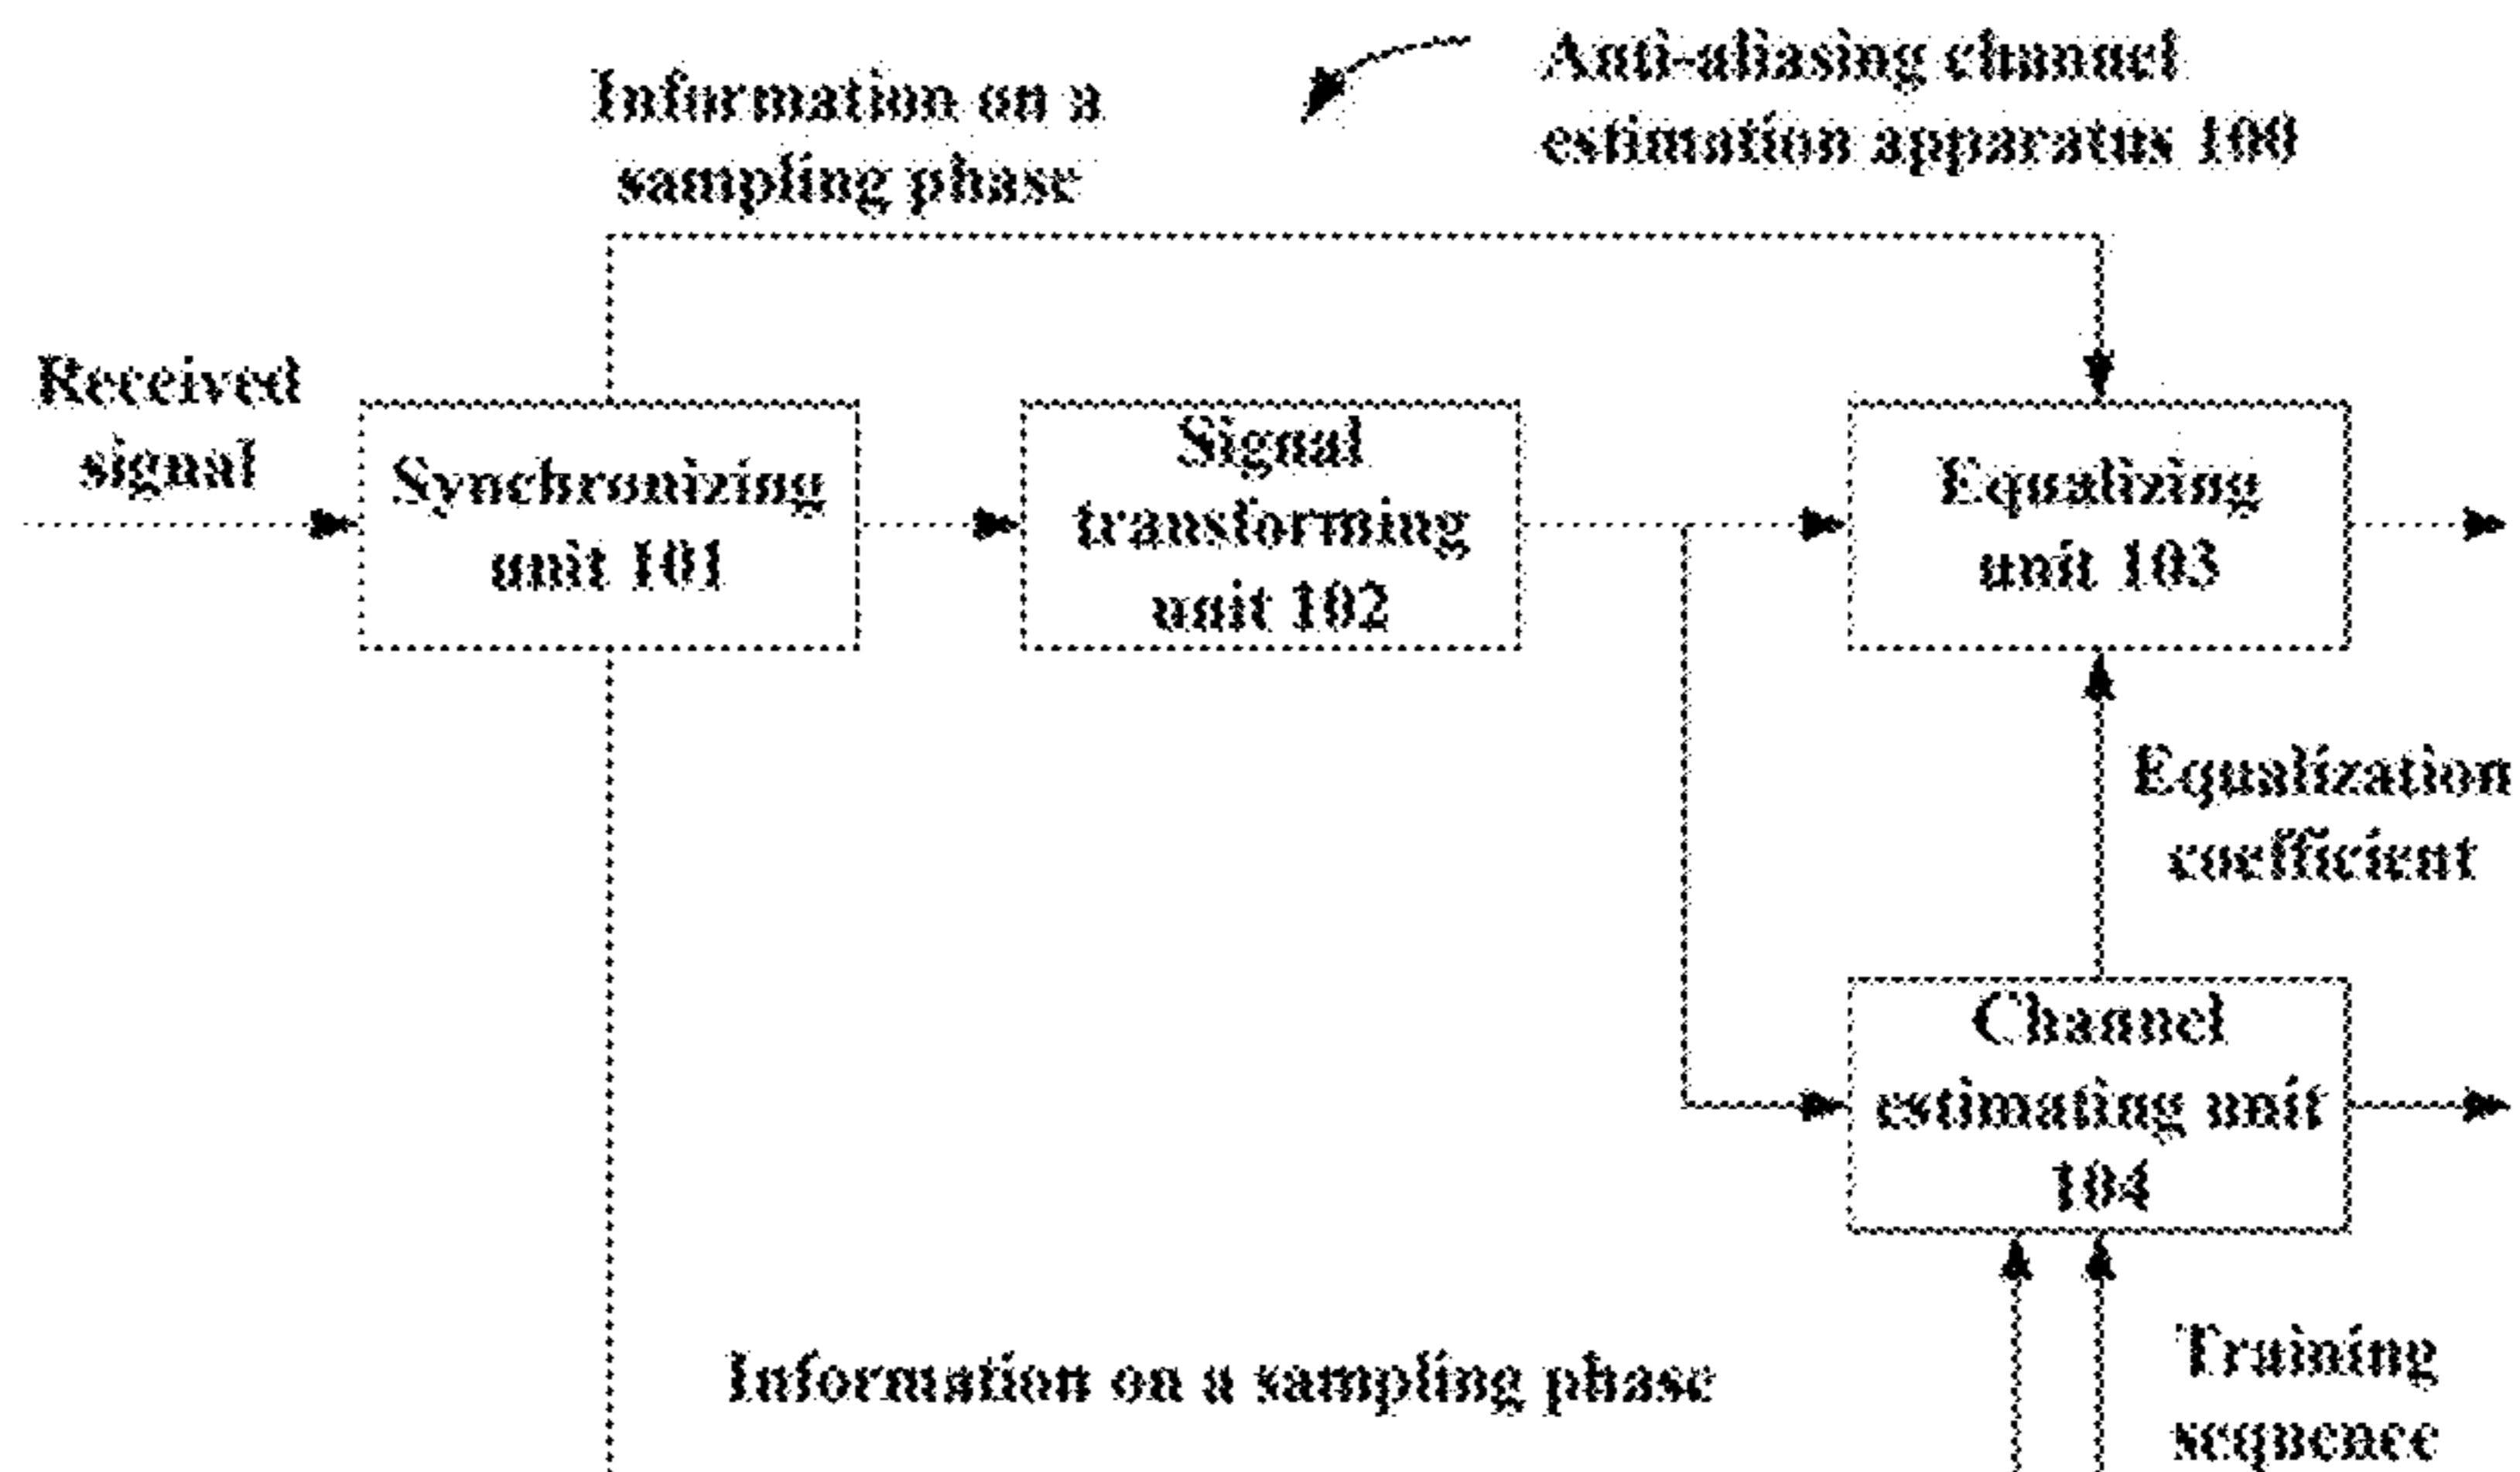 Information on a
sampling phase
Anti-aliasing channel
estimation apparatus 100
Received
signal
Synchronizing
unit 101
Signal
transforming
unit 102
Equalizing
unit 103
Equalization
coefficient
Channel
estimating unit
104
Information on a sampling phase
Training
sequence